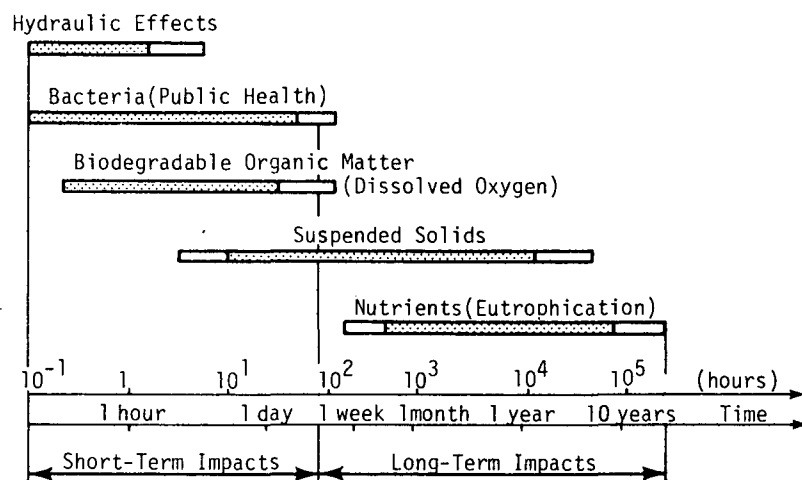 Hydraulic Effects
Bacteria(Public Health)
Biodegradable Organic Matter
(Dissolved Oxygen)
Suspended Solids
Nutrients(Eutrophication)
10⁻¹ 1 10¹ 10² 10³ 10⁴ 10⁵ (hours)
1 hour 1 day 1 week 1month 1 year 10 years Time
Short-Term Impacts Long-Term Impacts